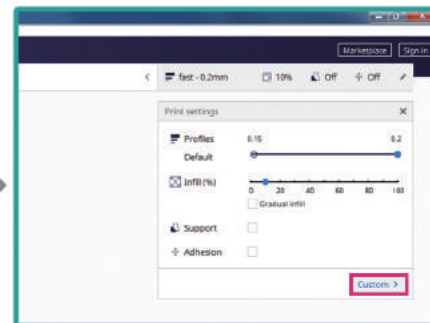 Marketplace Sign in
fast - 0.2mm 10% Off Off
Print settings
Profiles 0.15 0.2
Default
Infill (%)
0 20 40 60 80 100
Gradual infill
Support
Adhesion
Custom